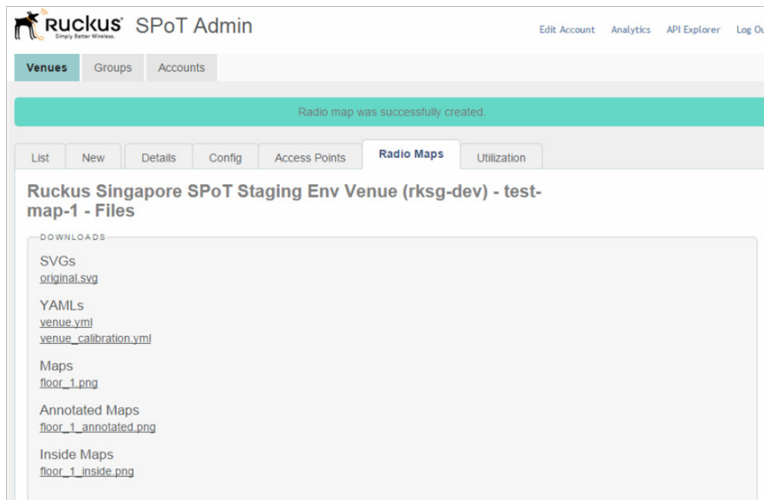 Ruckus SPoT Admin
Simply Better Wireless.
Edit Account Analytics API Explorer Log Ou
Venues Groups Accounts
Radio map was successfully created.
List New Details Config Access Points Radio Maps Utilization
Ruckus Singapore SPoT Staging Env Venue (rksg-dev) - test-
map-1 - Files
DOWNLOADS
SVGs
original.svg
YAMLs
venue.yml
venue_calibration.yml
Maps
floor_1.png
Annotated Maps
floor_1_annotated.png
Inside Maps
floor_1_inside.png